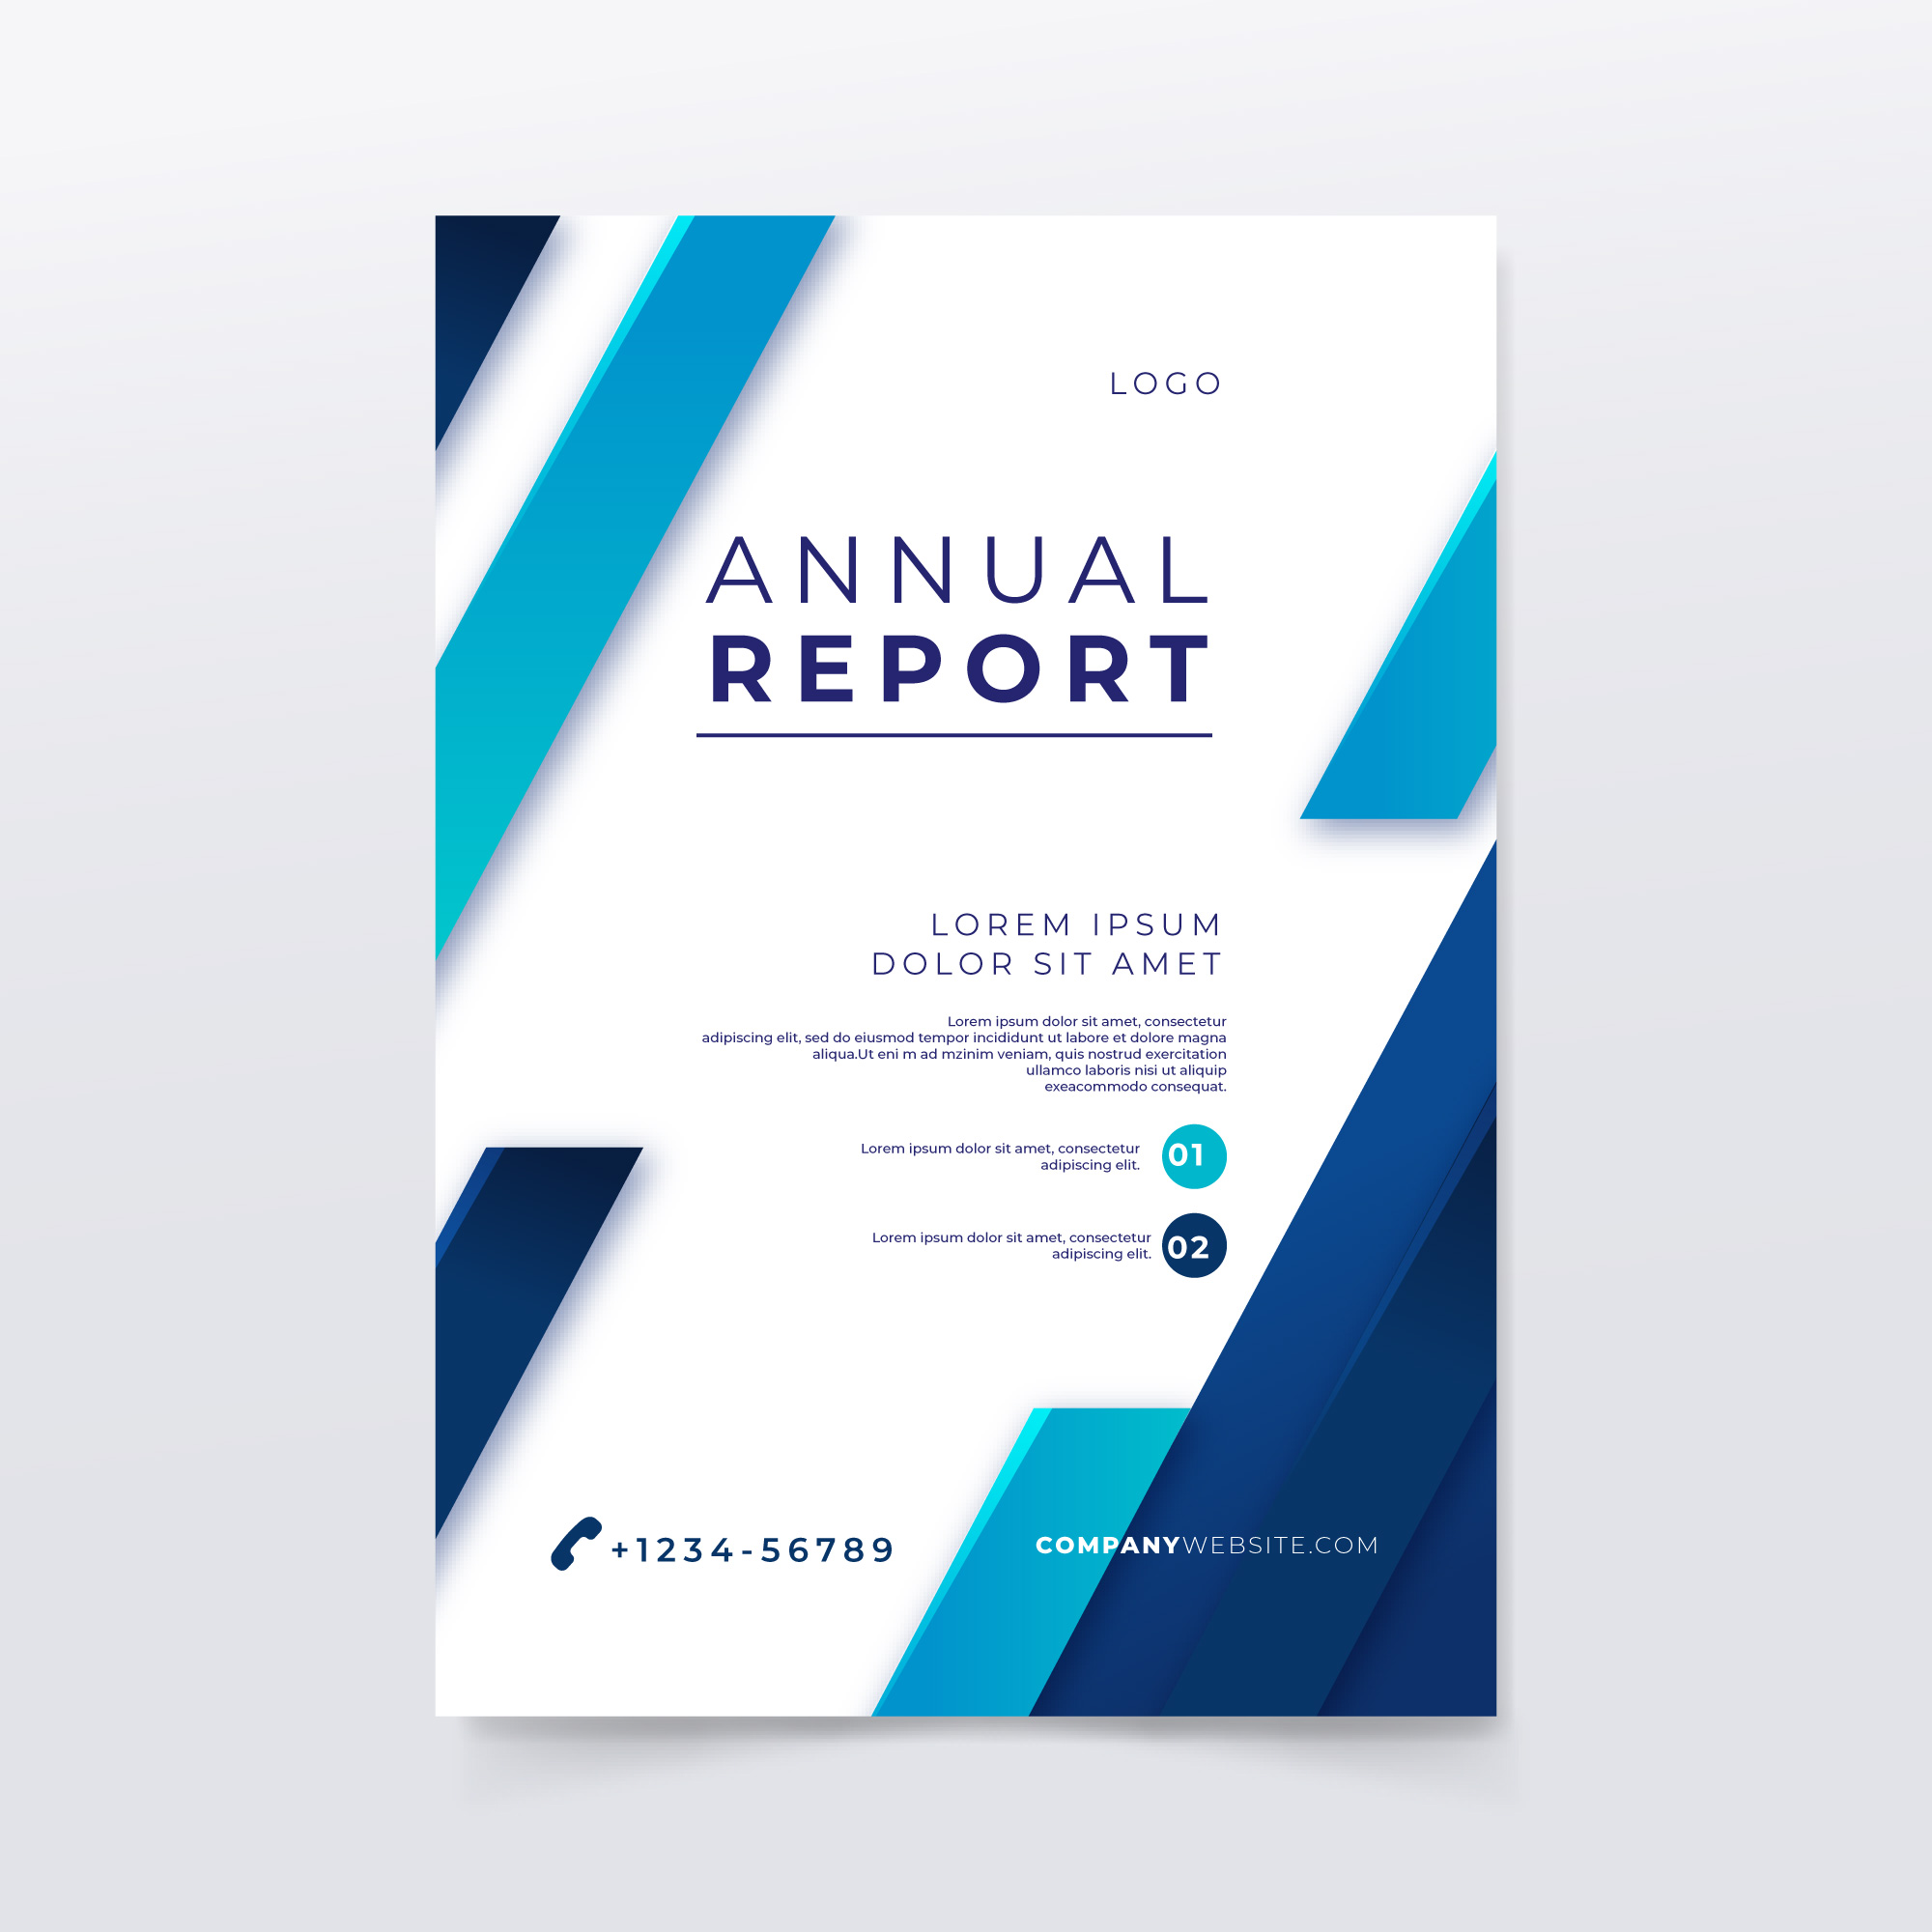 LOGO
ANNUAL
REPORT
LOREM IPSUM
DOLOR SIT AMET
Lorem ipsum dolor sit amet, consectetur
adipiscing elit, sed do eiusmod tempor incididunt ut labore et dolore magna
aliqua.Ut eni m ad mzinim veniam, quis nostrud exercitation
ullamco laboris nisi ut aliquip
exeacommodo consequat.
Lorem ipsum dolor sit amet, consectetur
adipiscing elit.
01
Lorem ipsum dolor sit amet, consectetur
adipiscing elit.
02
+1234-56789
COMPANYWEBSITE.COM